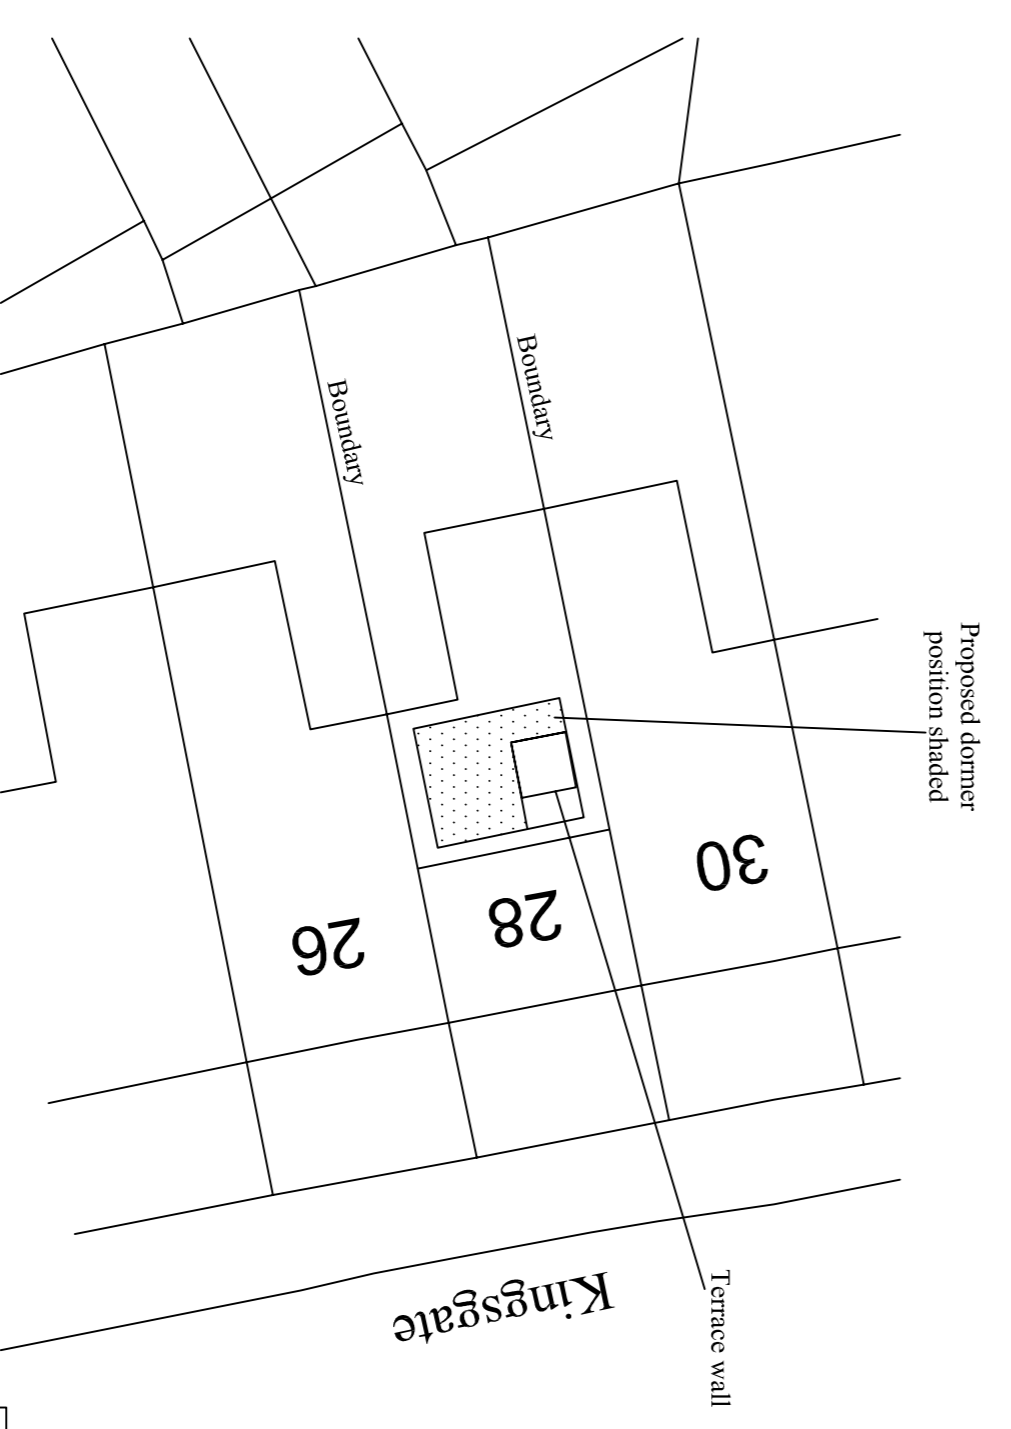 Boundary
Boundary
Proposed dormer
position shaded
30
28
26
Kingsgate
Terrace wall